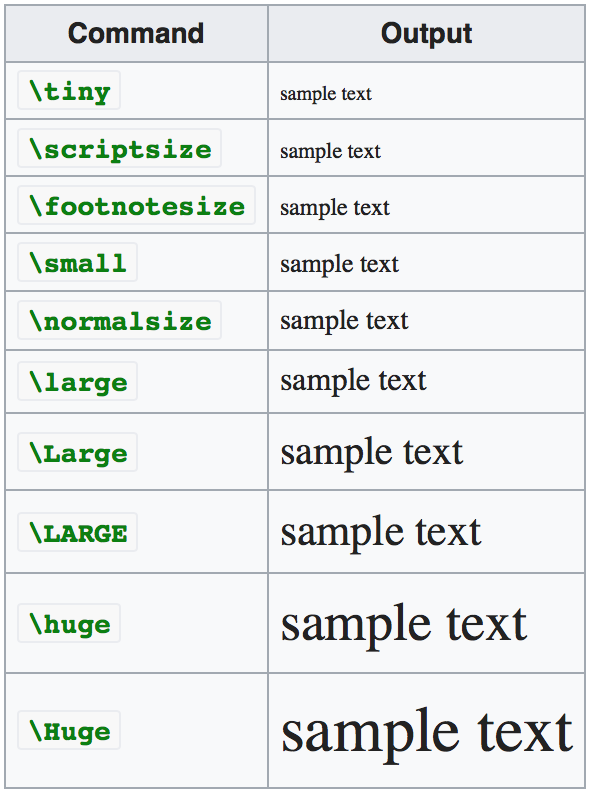 Command Output
\tiny sample text
\scriptsize sample text
\footnotesize sample text
\small sample text
\normalsize sample text
\large sample text
\Large sample text
\LARGE sample text
\huge sample text
\Huge sample text